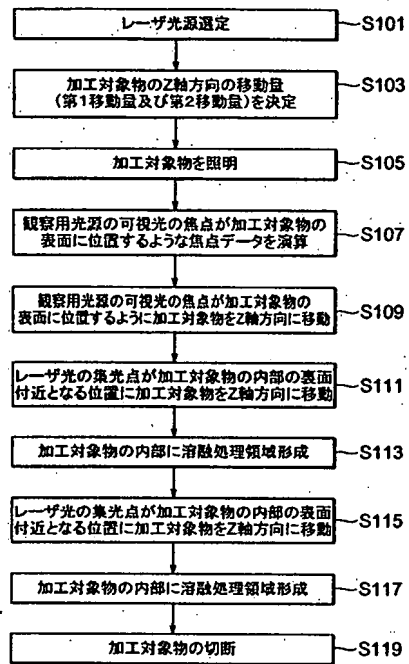 レーザ光源選定
S101
加工対象物のZ軸方向の移動量
(第1移動量及び第2移動量)を決定
S103
加工対象物を照明
S105
観察用光源の可視光の焦点が加工対象物の
表面に位置するような焦点データを演算
S107
観察用光源の可視光の焦点が加工対象物の
表面に位置するように加工対象物をZ軸方向に移動
S109
レーザ光の集光点が加工対象物の内部の裏面
付近となる位置に加工対象物をZ軸方向に移動
S111
加工対象物の内部に溶融処理領域形成
S113
レーザ光の集光点が加工対象物の内部の表面
付近となる位置に加工対象物をZ軸方向に移動
S115
加工対象物の内部に溶融処理領域形成
S117
加工対象物の切断
S119